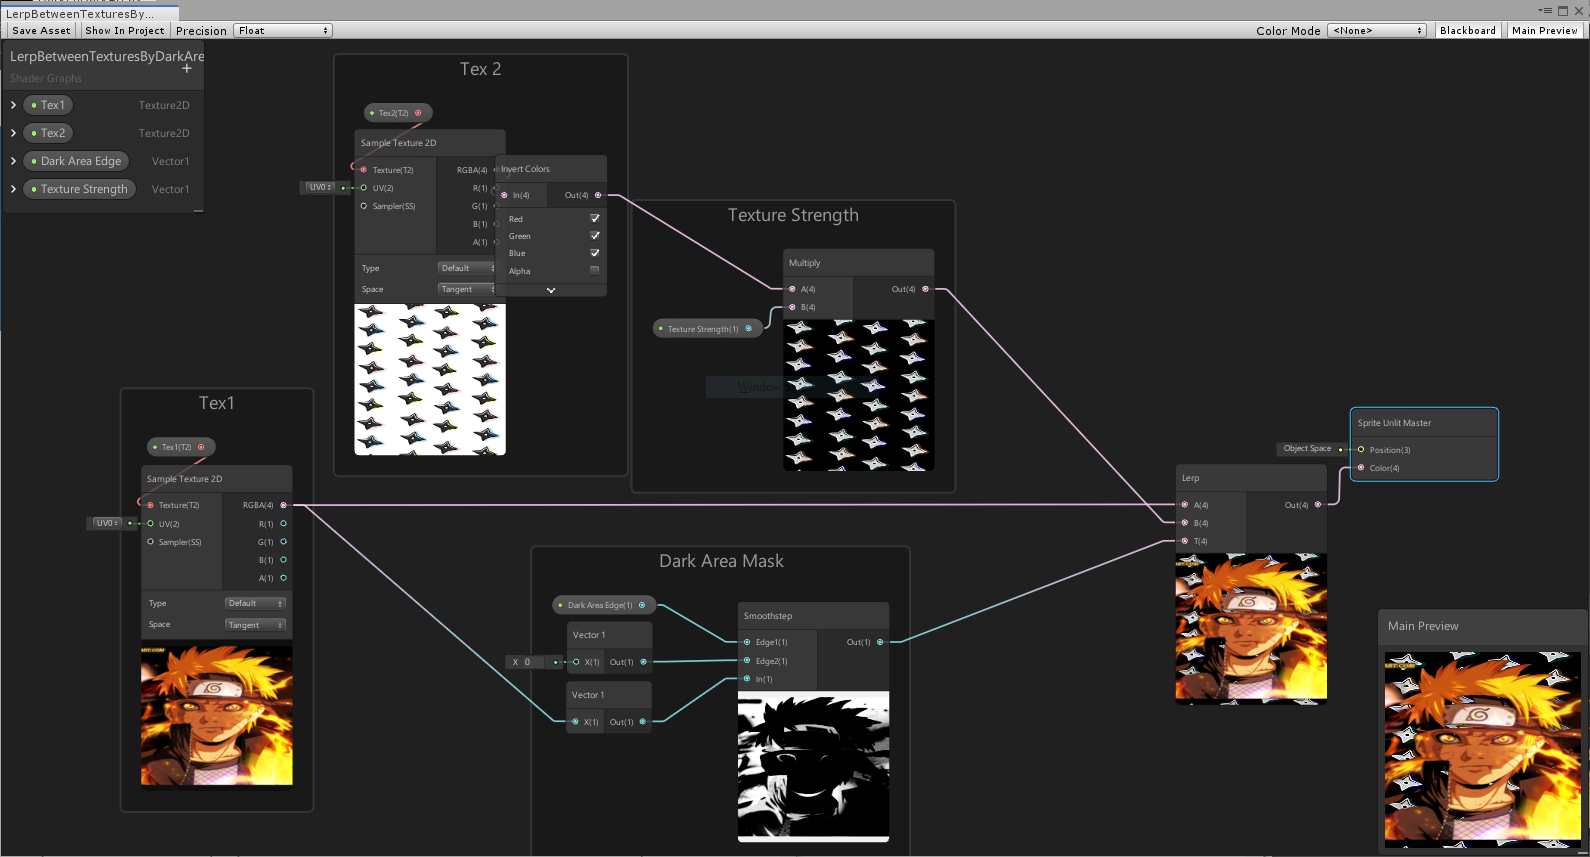 LerpBetweenTexturesBy...
Save Asset Show In Project Precision Float Color Mode <None> Blackboard Main Preview
LerpBetweenTexturesByDarkAre
Shader Graphs
Tex1 Texture2D
Tex2 Texture2D
Dark Area Edge Vector1
Texture Strength Vector1
Tex 2
Tex2(T2)
Sample Texture 2D
Texture(T2) RGBA(4)
UV0 UV(2) R(1)
Sampler(SS) G(1)
B(1)
A(1)
Type Default
Space Tangent
Invert Colors
In(4) Out(4)
Red
Green
Blue
Alpha
Texture Strength
Multiply
A(4) Out(4)
B(4)
Texture Strength(1)
Window
Tex1
Tex1(T2)
Sample Texture 2D
Texture(T2) RGBA(4)
UV0 UV(2) R(1)
Sampler(SS) G(1)
B(1)
A(1)
Type Default
Space Tangent
Dark Area Mask
Dark Area Edge(1)
Vector 1
X 0 X(1) Out(1)
Vector 1
X(1) Out(1)
Smoothstep
Edge1(1) Out(1)
Edge2(1)
In(1)
Lerp
A(4) Out(4)
B(4)
T(4)
Sprite Unlit Master
Object Space Position(3)
Color(4)
Main Preview